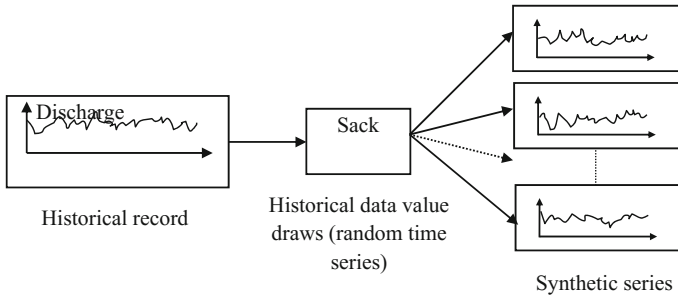 Discharge
Historical record
Sack
Historical data value
draws (random time
series)
Synthetic series